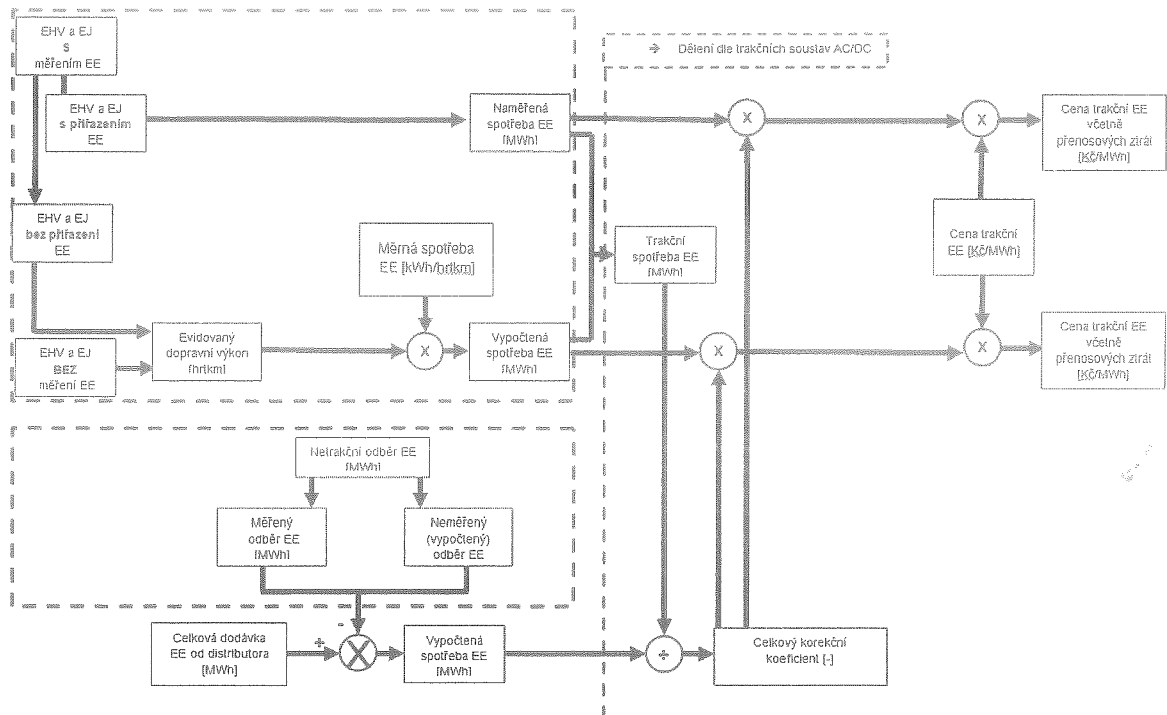 EHV a EJ
S
měřením EE
Dělení dle trakčních soustav AC/DC
EHV a EJ
s přiřazením
EE
Naměřená
spotřeba EE
[MWh]
X
X
Cena trakční EE
včetně
přenosových ztrát
[Kč/MWh]
EHV a EJ
bez přiřazení
EE
Měrná spotřeba
EE [kWh/hrtkm]
Trakční
spotřeba EE
[MWh]
Cena trakční
EE [Kč/MWh]
Evidovaný
dopravní výkon
[hrtkm]
X
Vypočtená
spotřeba EE
[MWh]
X
X
Cena trakční EE
včetně
přenosových ztrát
[Kč/MWh]
EHV a EJ
BEZ
měření EE
Netrakční odběr EE
[MWh]
Měřený
odběr EE
[MWh]
Neměřený
(vypočtený)
odběr EE
Celková dodávka
EE od distributora
[MWh]
+
-
X
Vypočtená
spotřeba EE
[MWh]
÷
Celkový korekční
koeficient [-]